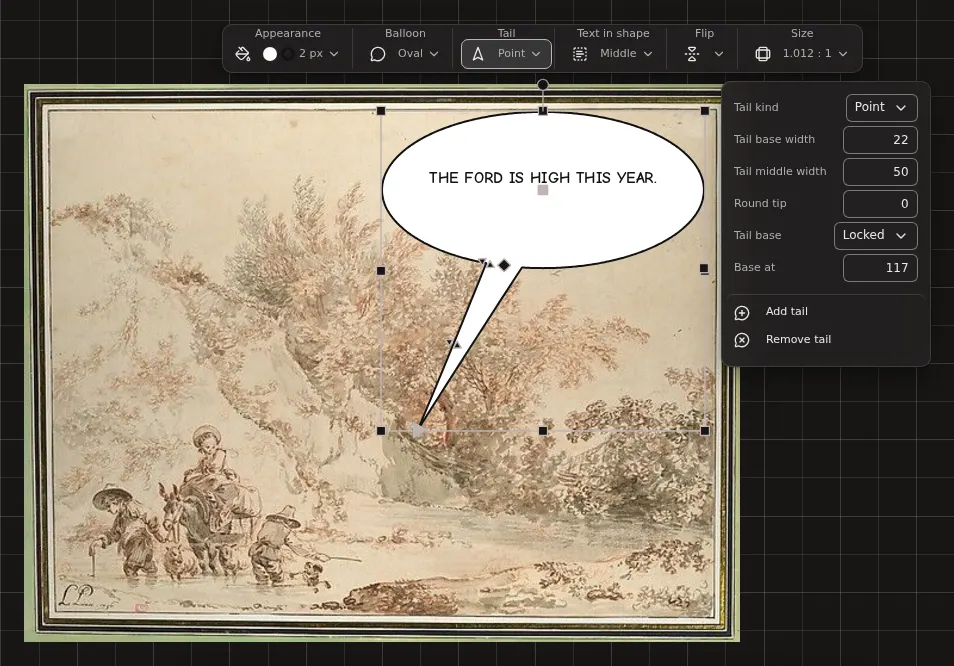 Appearance
Balloon
Tail
Text in shape
Flip
Size
2 px
Oval
Point
Middle
1.012 : 1
Tail kind
Point
Tail base width
22
Tail middle width
50
Round tip
0
Tail base
Locked
Base at
117
Add tail
Remove tail
THE FORD IS HIGH THIS YEAR.